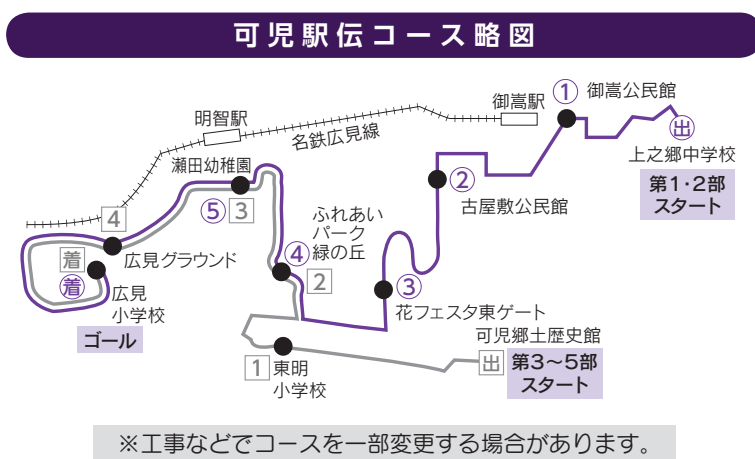 可児駅伝コース略図
御嵩駅
① 御嵩公民館
明智駅
名鉄広見線
出
上之郷中学校
第1・2部
スタート
瀬田幼稚園
②
古屋敷公民館
⑤ 3
ふれあい
パーク
緑の丘
4
④
2
着
広見グラウンド
着
広見
小学校
ゴール
③
花フェスタ東ゲート
可児郷土歴史館
出
第3～5部
スタート
1 東明
小学校
※工事などでコースを一部変更する場合があります。